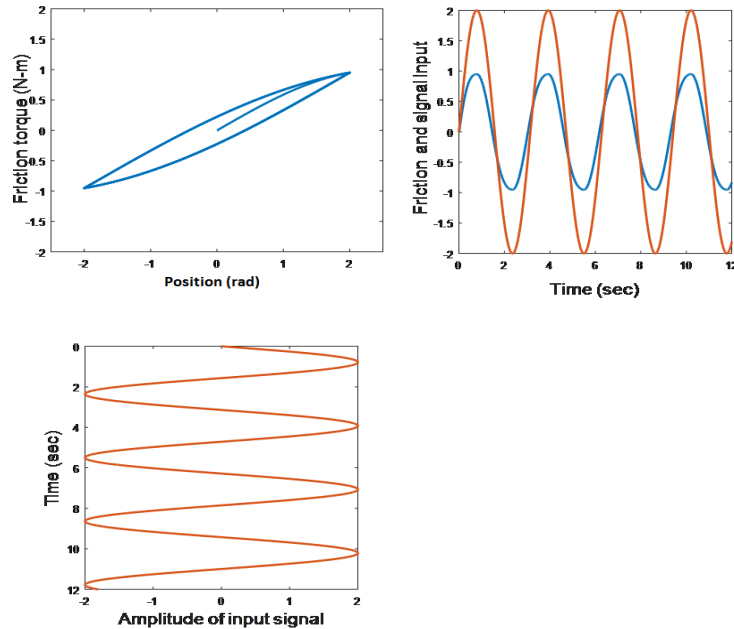 2
1.5
1
0.5
0
-0.5
-1
-1.5
-2
-2 -1 0 1 2
Friction torque (N-m)
Position (rad)
2
1.5
1
0.5
0
-0.5
-1
-1.5
-2
0 2 4 6 8 10 12
Friction and signal input
Time (sec)
0
2
4
6
8
10
12
-2 -1 0 1 2
Time (sec)
Amplitude of input signal